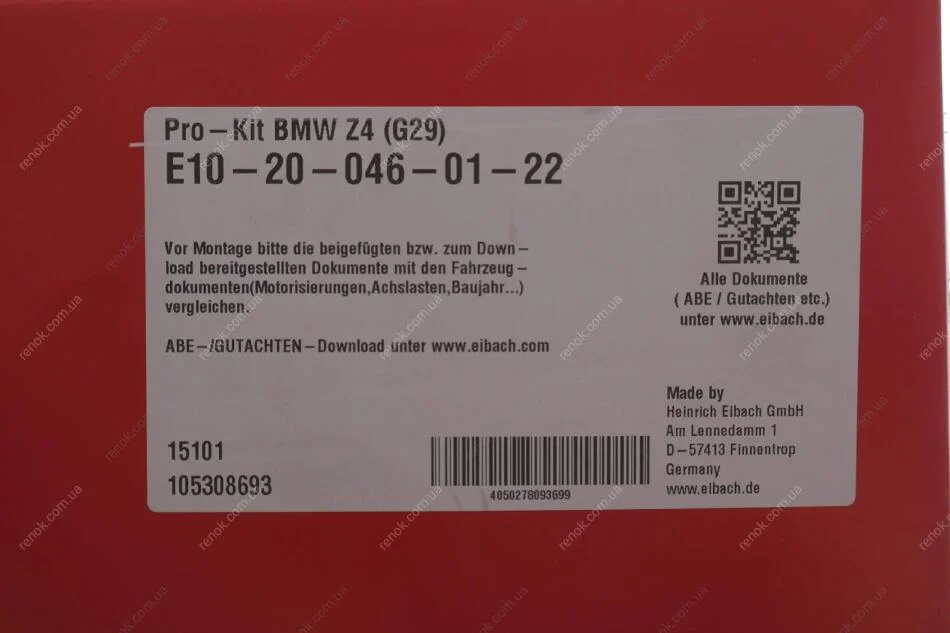 Pro-Kit BMW Z4 (G29)
E10-20-046-01-22
Vor Montage bitte die beigefügten bzw. zum Down-
load bereitgestellten Dokumente mit den Fahrzeug-
dokumenten(Motorisierungen,Achslasten,Baujahr...)
vergleichen.
ABE-/GUTACHTEN-Download unter www.eibach.com
Alle Dokumente
( ABE / Gutachten etc.)
unter www.eibach.de
15101
105308693
4050278093699
Made by
Heinrich Eibach GmbH
Am Lennedamm 1
D-57413 Finnentrop
Germany
www.eibach.de
renok.com.ua